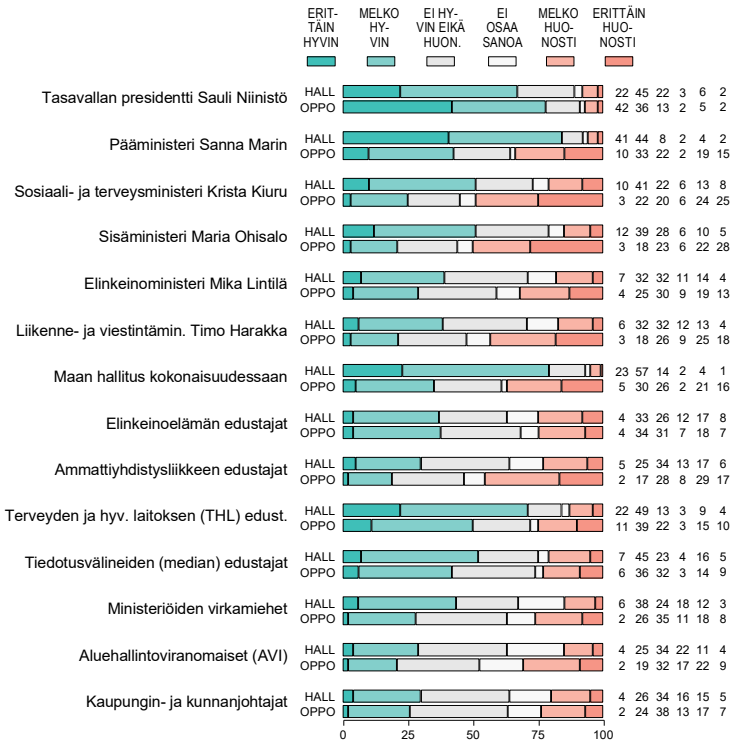 ERIT-
TÄIN
HYVIN
MELKO
HY-
VIN
EI HY-
VIN EIKÄ
HUON.
EI
OSAA
SANOA
MELKO
HUO-
NOSTI
ERITTÄIN
HUO-
NOSTI
Tasavallan presidentti Sauli Niinistö
HALL 22 45 22 3 6 2
OPPO 42 36 13 2 5 2
Pääministeri Sanna Marin
HALL 41 44 8 2 4 2
OPPO 10 33 22 2 19 15
Sosiaali- ja terveysministeri Krista Kiuru
HALL 10 41 22 6 13 8
OPPO 3 22 20 6 24 25
Sisäministeri Maria Ohisalo
HALL 12 39 28 6 10 5
OPPO 3 18 23 6 22 28
Elinkeinoministeri Mika Lintilä
HALL 7 32 32 11 14 4
OPPO 4 25 30 9 19 13
Liikenne- ja viestintämin. Timo Harakka
HALL 6 32 32 12 13 4
OPPO 3 18 26 9 25 18
Maan hallitus kokonaisuudessaan
HALL 23 57 14 2 4 1
OPPO 5 30 26 2 21 16
Elinkeinoelämän edustajat
HALL 4 33 26 12 17 8
OPPO 4 34 31 7 18 7
Ammattiyhdistysliikkeen edustajat
HALL 5 25 34 13 17 6
OPPO 2 17 28 8 29 17
Terveyden ja hyv. laitoksen (THL) edust.
HALL 22 49 13 3 9 4
OPPO 11 39 22 3 15 10
Tiedotusvälineiden (median) edustajat
HALL 7 45 23 4 16 5
OPPO 6 36 32 3 14 9
Ministeriöiden virkamiehet
HALL 6 38 24 18 12 3
OPPO 2 26 35 11 18 8
Aluehallintoviranomaiset (AVI)
HALL 4 25 34 22 11 4
OPPO 2 19 32 17 22 9
Kaupungin- ja kunnanjohtajat
HALL 4 26 34 16 15 5
OPPO 2 24 38 13 17 7
0 25 50 75 100